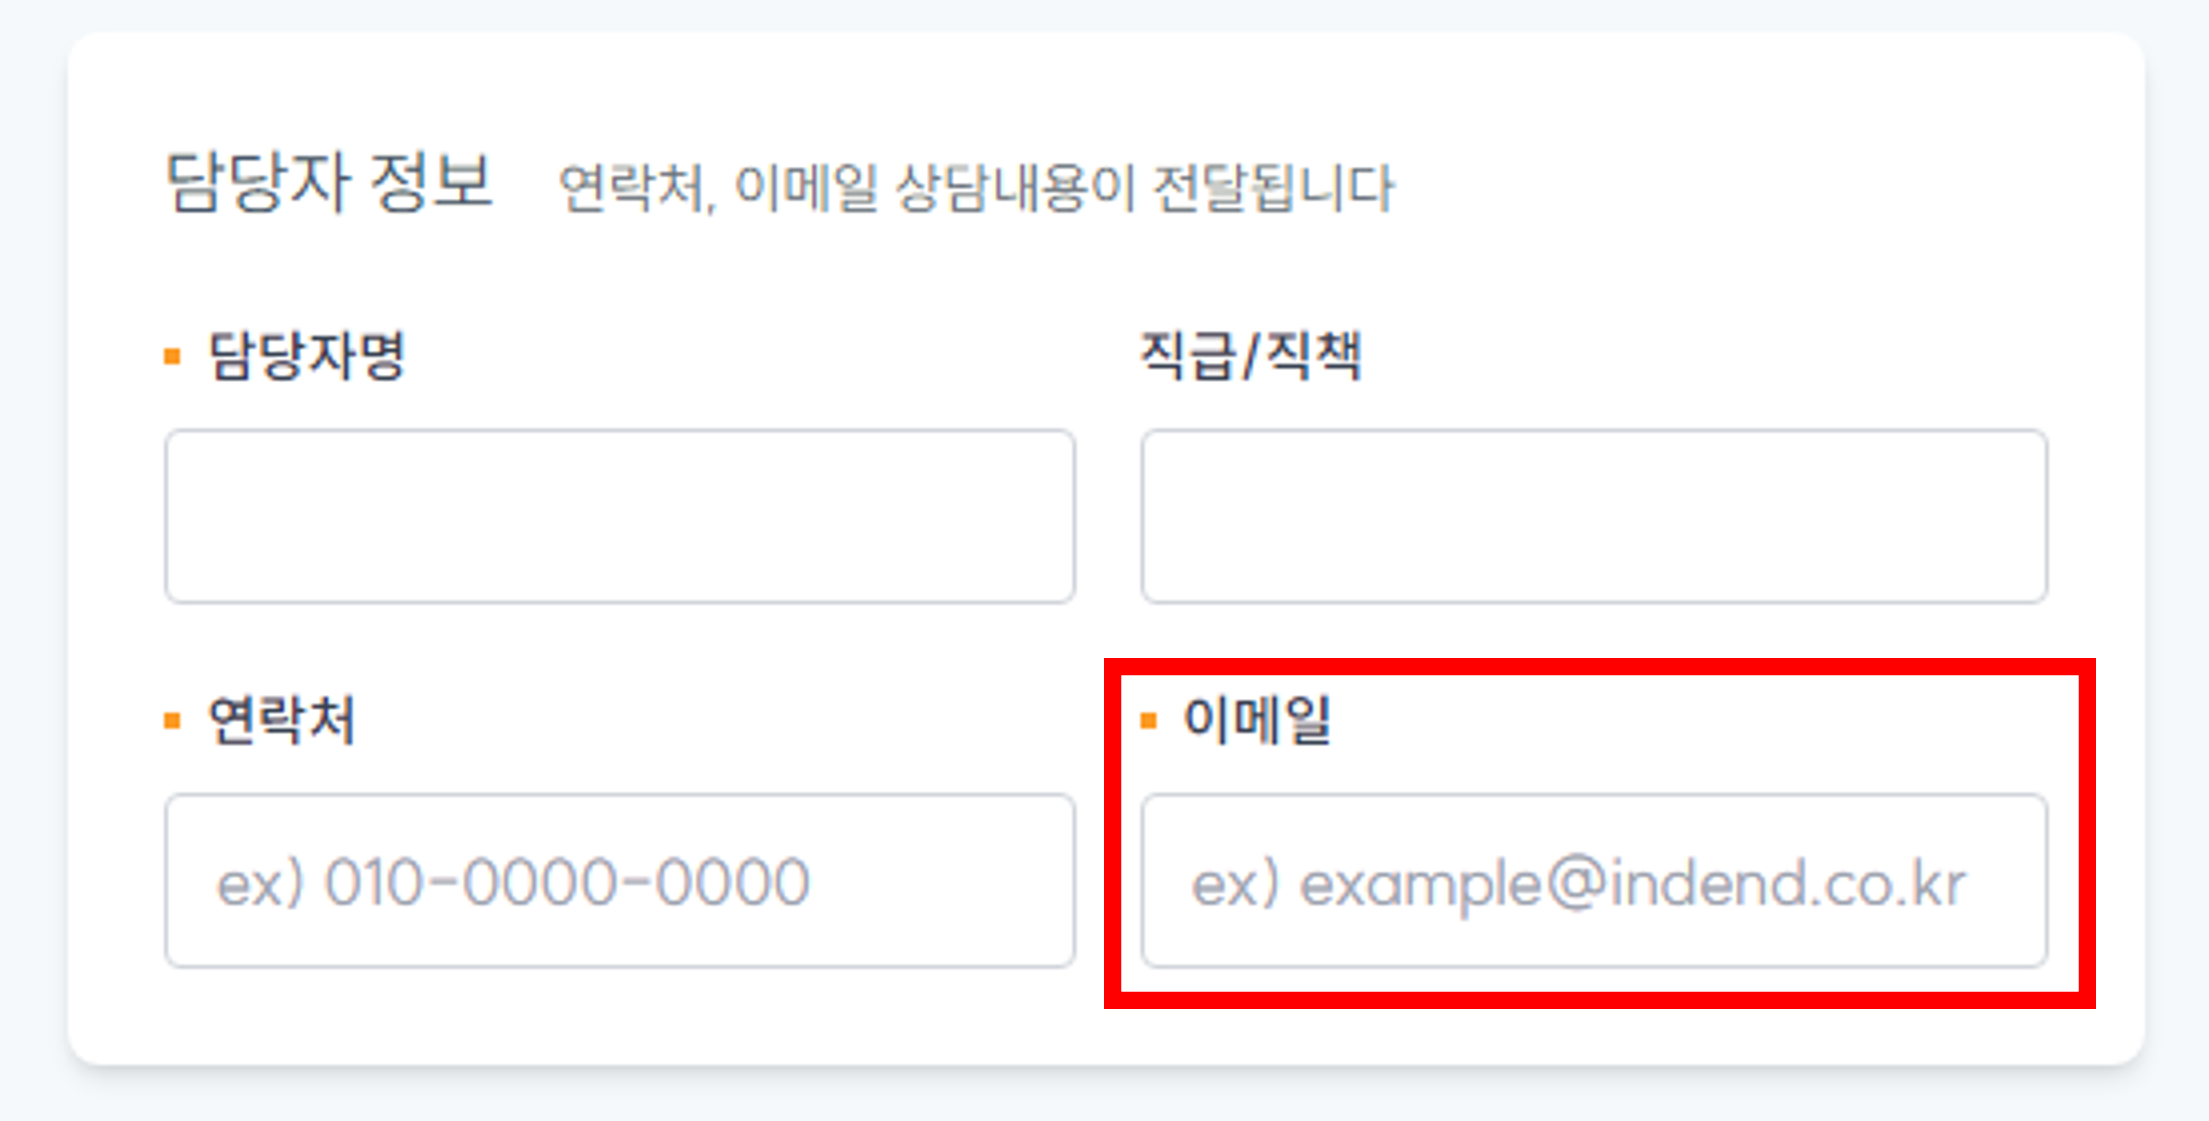 담당자 정보 연락처, 이메일 상담내용이 전달됩니다
담당자명 직급/직책
연락처 이메일
ex) 010-0000-0000 ex) example@indend.co.kr